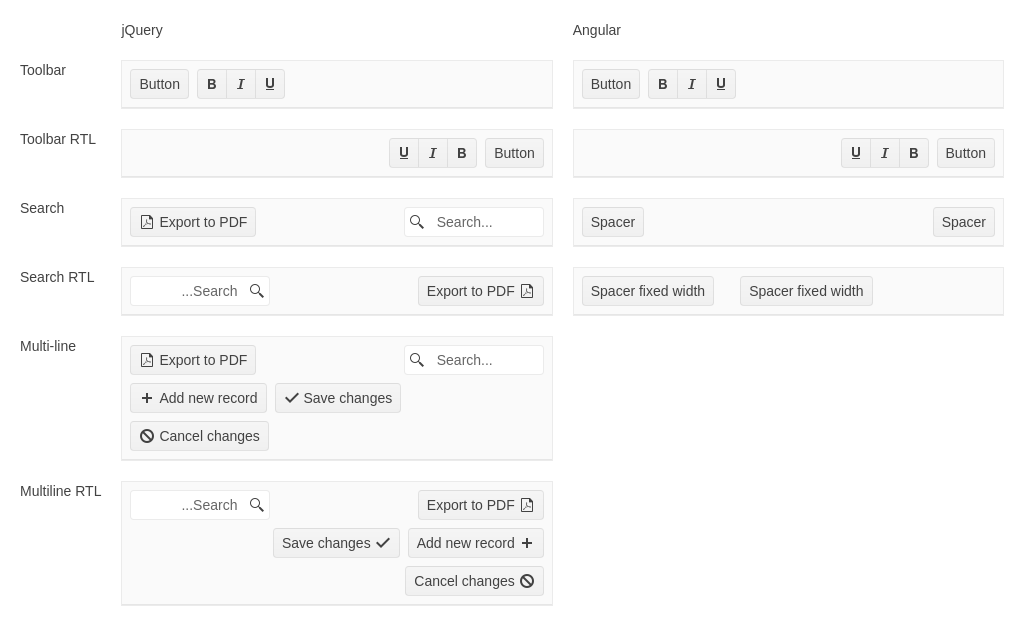 jQuery Angular
Toolbar Button B I U Button B I U
Toolbar RTL U I B Button U I B Button
Search Export to PDF Search... Spacer Spacer
Search RTL ...Search Export to PDF Spacer fixed width Spacer fixed width
Multi-line Export to PDF Search...
Add new record Save changes
Cancel changes
Multiline RTL ...Search Export to PDF
Save changes Add new record
Cancel changes